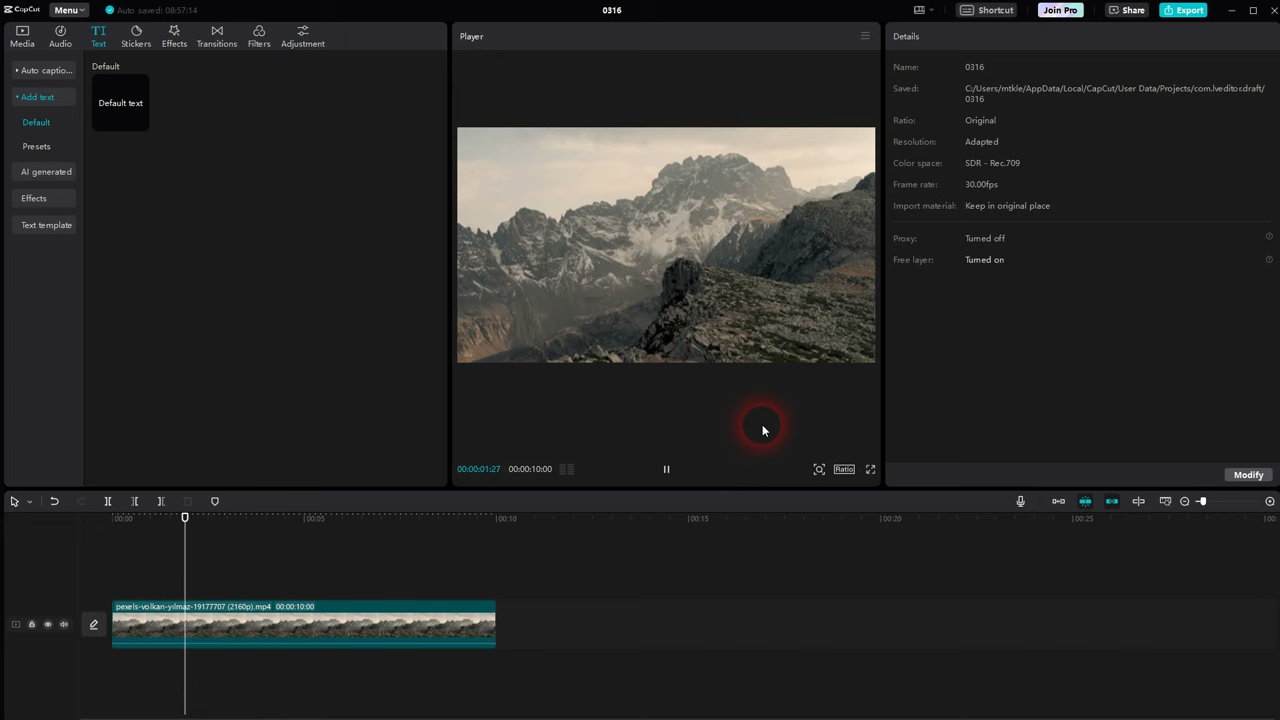 CapCut
Menu
Auto saved: 08:57:14
0316
Shortcut
Join Pro
Share
Export
Media
Audio
Text
Stickers
Effects
Transitions
Filters
Adjustment
Auto captio...
Add text
Default
Presets
AI generated
Effects
Text template
Default
Default text
Player
00:00:01:27
00:00:10:00
Ratio
Details
Name:
0316
Saved:
C:/Users/mtkle/AppData/Local/CapCut/User Data/Projects/com.lveditor.draft/
0316
Ratio:
Original
Resolution:
Adapted
Color space:
SDR - Rec.709
Frame rate:
30.00fps
Import material:
Keep in original place
Proxy:
Turned off
Free layer:
Turned on
Modify
00:00
00:05
00:10
00:15
00:20
00:25
pexels-volkan-yılmaz-19177707 (2160p).mp4 00:00:10:00